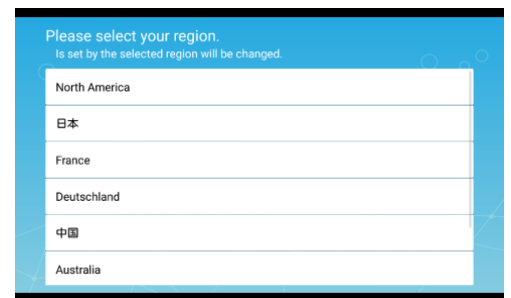 Please select your region.
Is set by the selected region will be changed.
North America
日本
France
Deutschland
中国
Australia